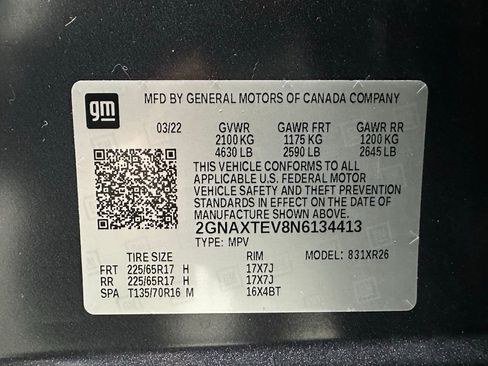 gm
MFD BY GENERAL MOTORS OF CANADA COMPANY
03/22 GVWR GAWR FRT GAWR RR
2100 KG 1175 KG 1200 KG
4630 LB 2590 LB 2645 LB
THIS VEHICLE CONFORMS TO ALL
APPLICABLE U.S. FEDERAL MOTOR
VEHICLE SAFETY AND THEFT PREVENTION
STANDARDS IN EFFECT ON THE DATE OF
MANUFACTURE SHOWN ABOVE.
2GNAXTEV8N6134413
TYPE: MPV
TIRE SIZE RIM MODEL: 831XR26
FRT 225/65R17 H 17X7J
RR 225/65R17 H 17X7J
SPA T135/70R16 M 16X4BT